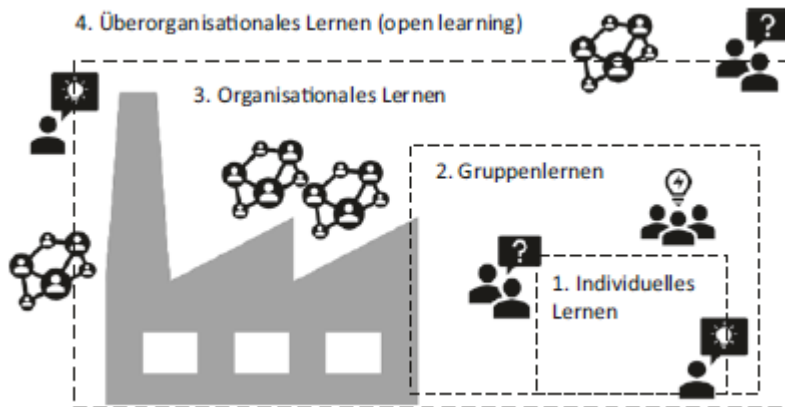 4. Überorganisationales Lernen (open learning)
?
3. Organisationales Lernen
2. Gruppenlernen
?
1. Individuelles
Lernen